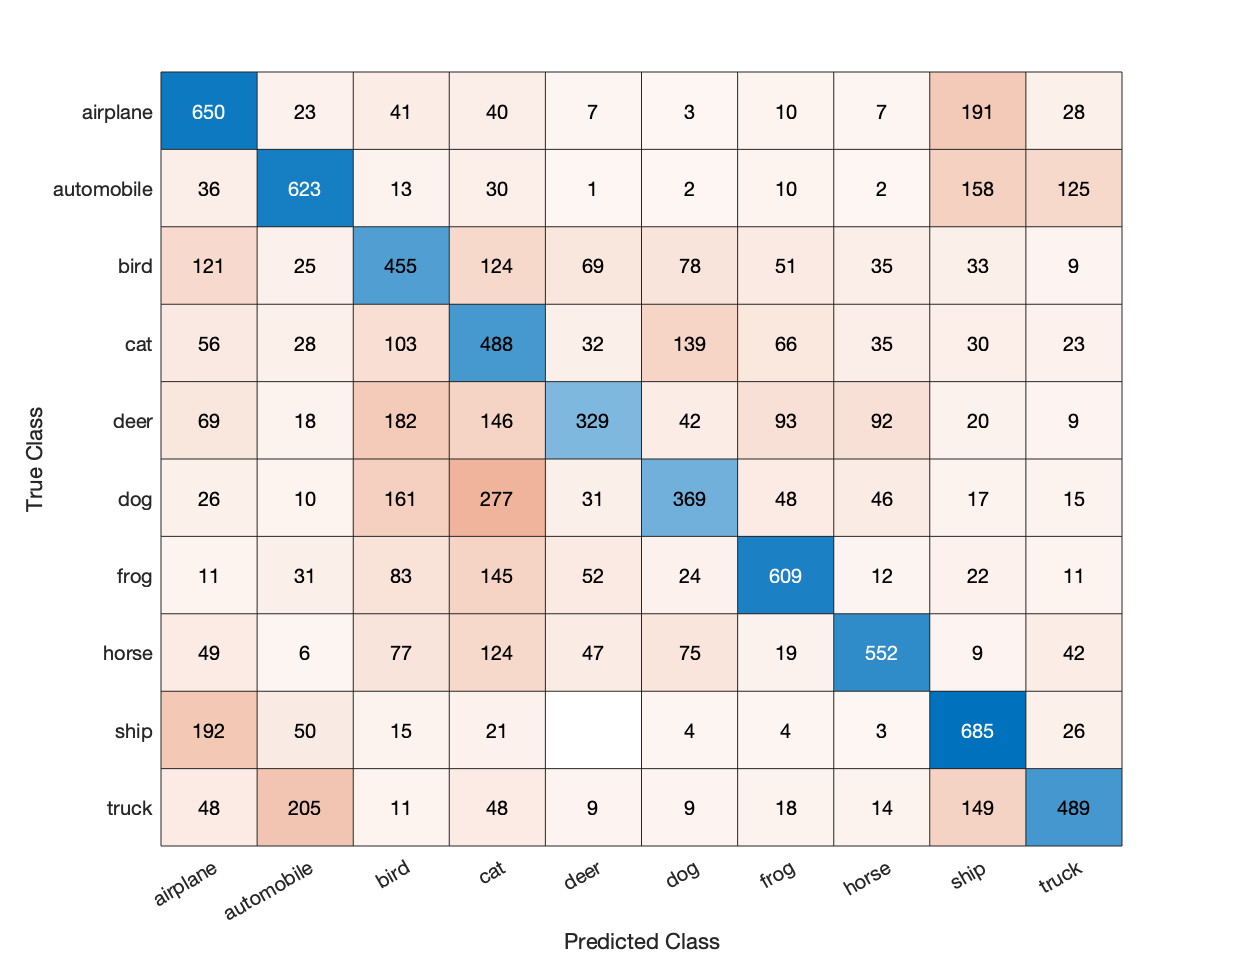 airplane 650 23 41 40 7 3 10 7 191 28
automobile 36 623 13 30 1 2 10 2 158 125
bird 121 25 455 124 69 78 51 35 33 9
cat 56 28 103 488 32 139 66 35 30 23
deer 69 18 182 146 329 42 93 92 20 9
dog 26 10 161 277 31 369 48 46 17 15
frog 11 31 83 145 52 24 609 12 22 11
horse 49 6 77 124 47 75 19 552 9 42
ship 192 50 15 21 4 4 3 685 26
truck 48 205 11 48 9 9 18 14 149 489
airplane automobile bird cat deer dog frog horse ship truck
Predicted Class
True Class